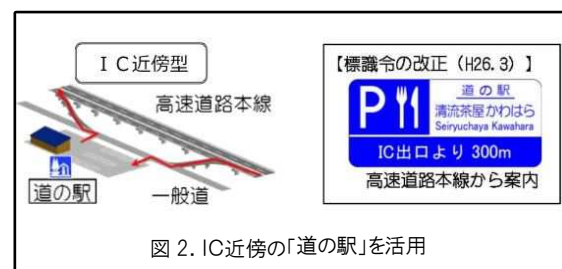 IC近傍型
高速道路本線
道の駅
一般道
【標識令の改正(H26.3)】
P
道の駅
清流茶屋かわはら
Seiryuchaya Kawahara
IC出口より 300m
高速道路本線から案内
図 2. IC近傍の「道の駅」を活用